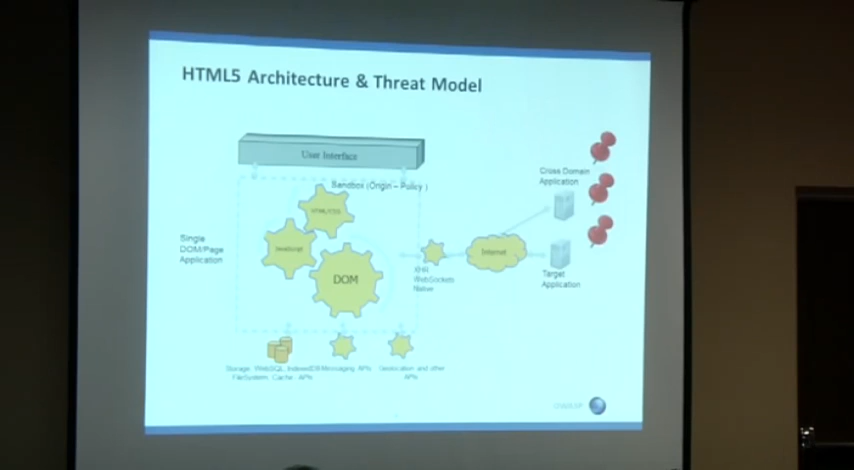 HTML5 Architecture & Threat Model
User Interface
Sandbox (Origin – Policy )
HTML/CSS
JavaScript
DOM
Single
DOM/Page
Application
Cross Domain
Application
Internet
XHR
WebSockets
Target
Application
Storage, WebSQL, IndexedDB
FileSystem, Cache APIs
Messaging APIs
Geolocation and other
APIs
OWASP